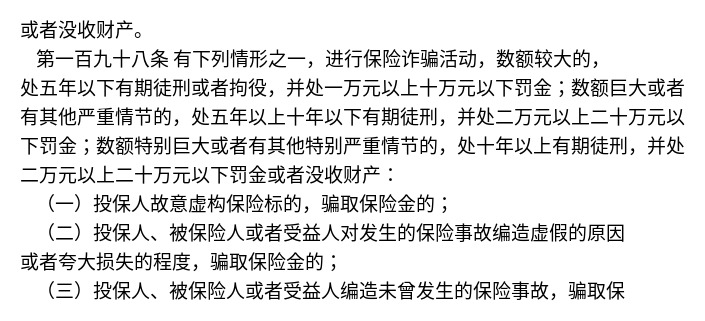 或者没收财产。
第一百九十八条 有下列情形之一，进行保险诈骗活动，数额较大的，
处五年以下有期徒刑或者拘役，并处一万元以上十万元以下罚金；数额巨大或者
有其他严重情节的，处五年以上十年以下有期徒刑，并处二万元以上二十万元以
下罚金；数额特别巨大或者有其他特别严重情节的，处十年以上有期徒刑，并处
二万元以上二十万元以下罚金或者没收财产：
（一）投保人故意虚构保险标的，骗取保险金的；
（二）投保人、被保险人或者受益人对发生的保险事故编造虚假的原因
或者夸大损失的程度，骗取保险金的；
（三）投保人、被保险人或者受益人编造未曾发生的保险事故，骗取保